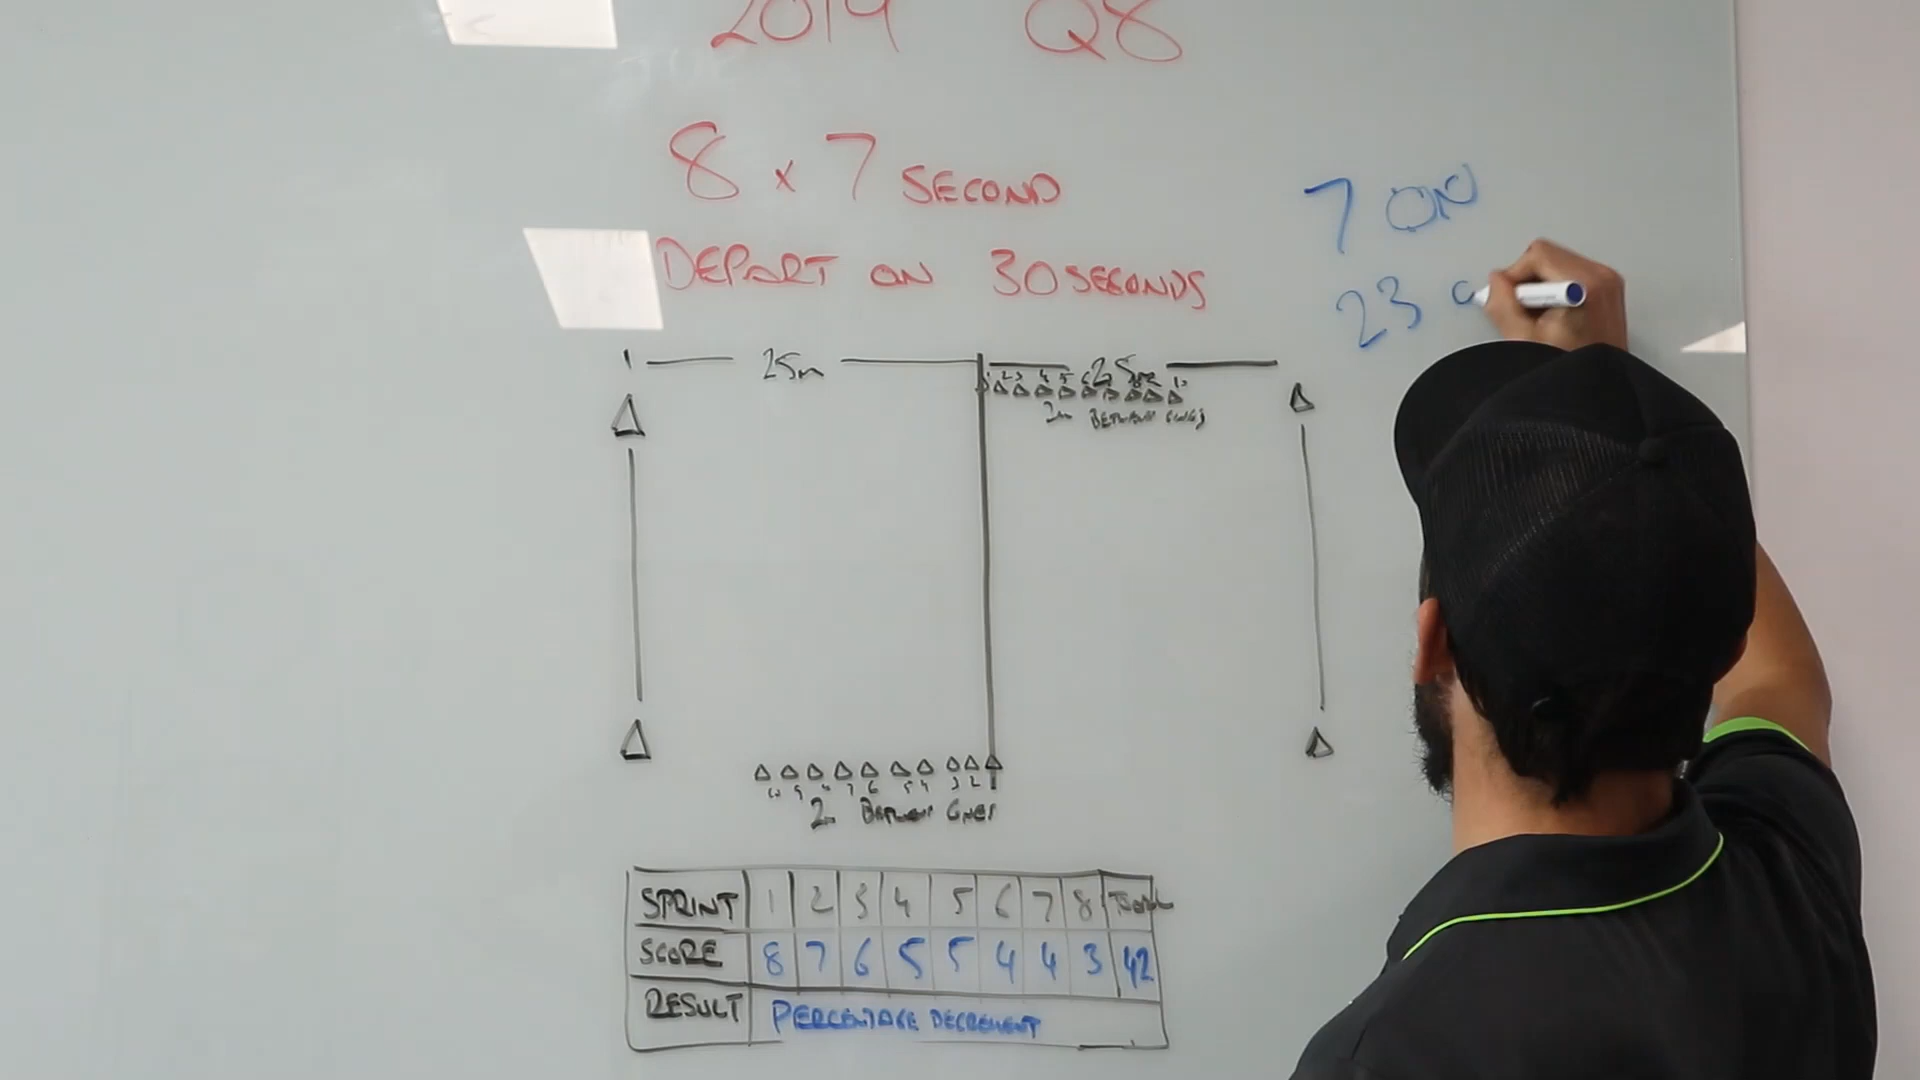 2019 Q8
8 x 7 SECOND
DEPART ON 30 SECONDS
7 ON
23 O
25m 25m
2m BETWEEN CONES
2m BETWEEN CONES
SPRINT 1 2 3 4 5 6 7 8 TOTAL
SCORE 8 7 6 5 5 4 4 3 42
RESULT PERCENTAGE DECREMENT